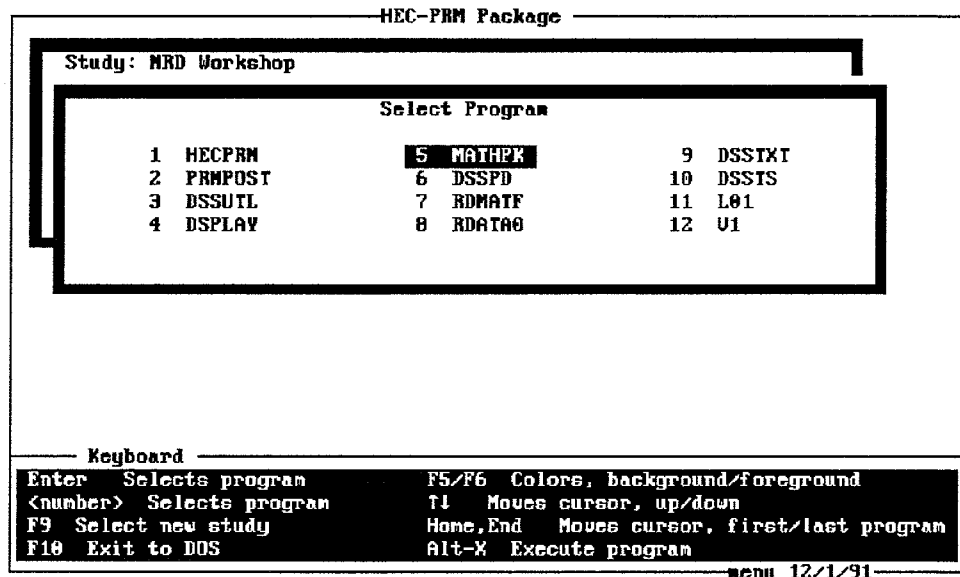 HEC-PRM Package
Study: MRD Workshop
Select Program
1 HECPRM 5 MATHPK 9 DSSTXT
2 PRMPOST 6 DSSPD 10 DSSTS
3 DSSUTL 7 RDMATF 11 L01
4 DSPLAY 8 RDATA0 12 V1
Keyboard
Enter Selects program F5/F6 Colors, background/foreground
<number> Selects program ↑↓ Moves cursor, up/down
F9 Select new study Home,End Moves cursor, first/last program
F10 Exit to DOS Alt-X Execute program
menu 12/1/91